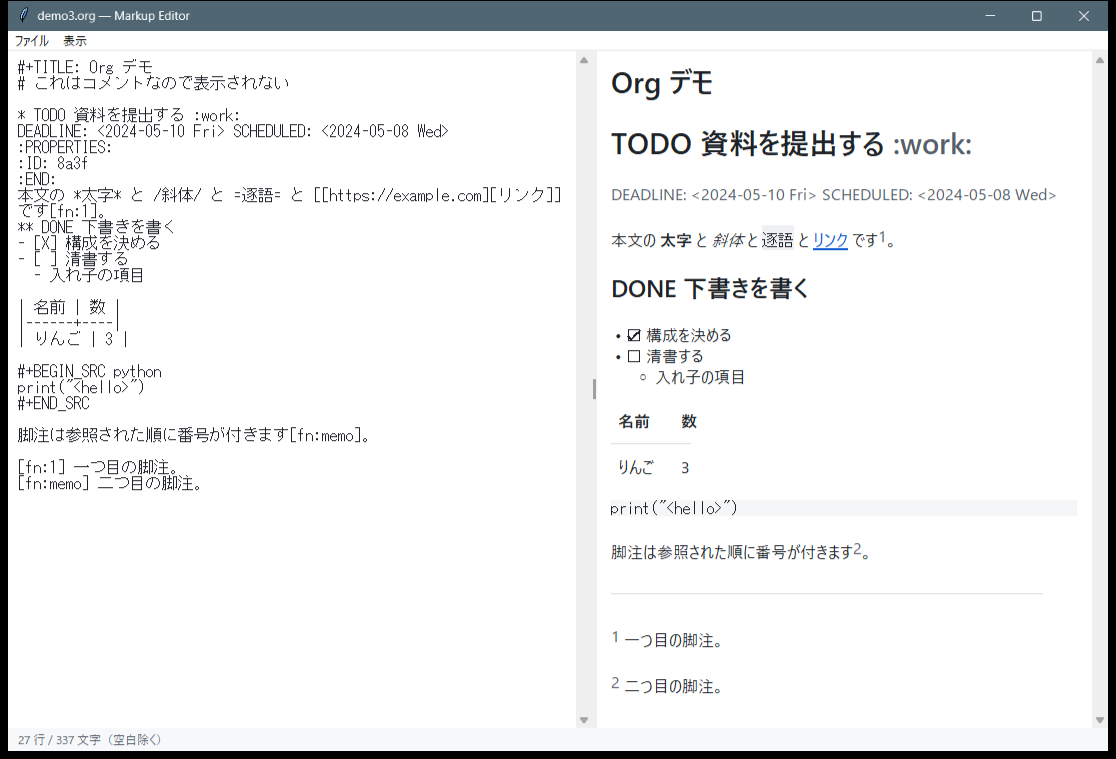 demo3.org — Markup Editor
ファイル 表示
#+TITLE: Org デモ
# これはコメントなので表示されない
* TODO 資料を提出する :work:
DEADLINE: <2024-05-10 Fri> SCHEDULED: <2024-05-08 Wed>
:PROPERTIES:
:ID: 8a3f
:END:
本文の *太字* と /斜体/ と =逐語= と [[https://example.com][リンク]]
です[fn:1]。
** DONE 下書きを書く
- [X] 構成を決める
- [ ] 清書する
  - 入れ子の項目
| 名前 | 数 |
|------+----|
| りんご | 3 |
#+BEGIN_SRC python
print("<hello>")
#+END_SRC
脚注は参照された順に番号が付きます[fn:memo]。
[fn:1] 一つ目の脚注。
[fn:memo] 二つ目の脚注。
Org デモ
TODO 資料を提出する :work:
DEADLINE: <2024-05-10 Fri> SCHEDULED: <2024-05-08 Wed>
本文の 太字 と 斜体 と 逐語 と リンク です1。
DONE 下書きを書く
• ☑ 構成を決める
• ☐ 清書する
◦ 入れ子の項目
名前 数
りんご 3
print("<hello>")
脚注は参照された順に番号が付きます2。
1 一つ目の脚注。
2 二つ目の脚注。
27 行 / 337 文字（空白除く）